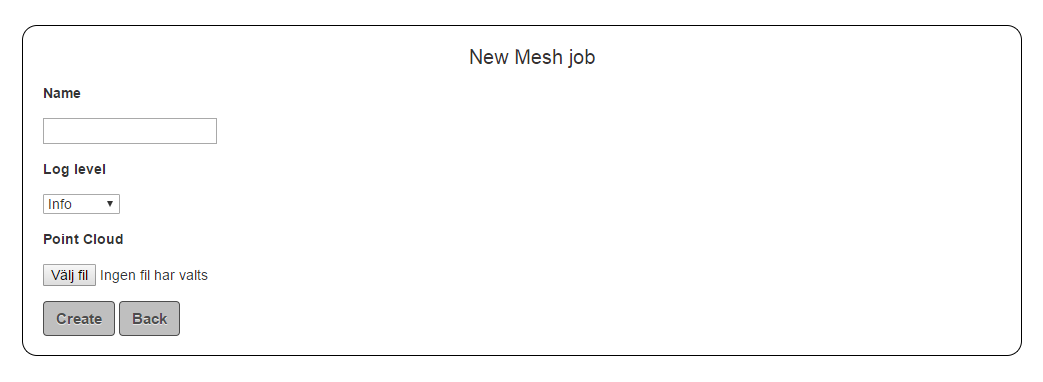 New Mesh job
Name
Log level
Info
Point Cloud
Välj fil Ingen fil har valts
Create Back